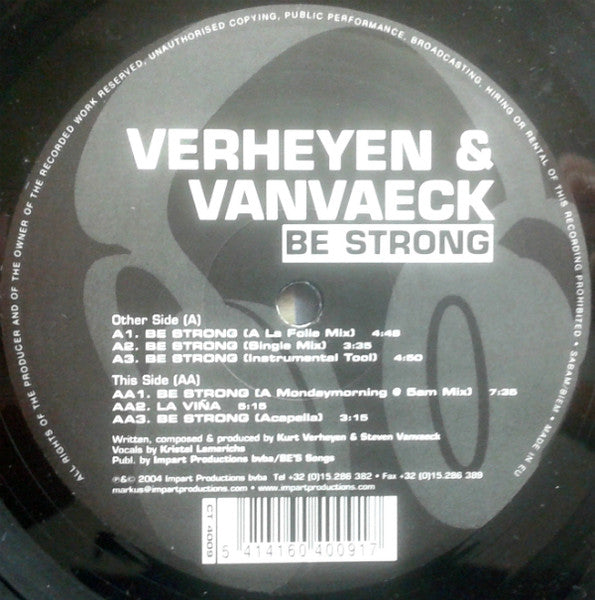 ALL RIGHTS OF THE PRODUCER AND OF THE OWNER OF THE RECORDED WORK RESERVED, UNAUTHORISED COPYING, PUBLIC PERFORMANCE, BROADCASTING. HIRING OR RENTAL OF THIS RECORDING PROHIBITED • SABAM/BIEM • MADE IN EU
VERHEYEN &
VANVAECK
BE STRONG
Other Side (A)
A1. BE STRONG (A La Folie Mix) 4:48
A2. BE STRONG (Single Mix) 3:35
A3. BE STRONG (Instrumental Tool) 4:50
This Side (AA)
AA1. BE STRONG (A Mondaymorning @ 5am Mix) 7:35
AA2. LA VIÑA 5:15
AA3. BE STRONG (Acapella) 3:15
Written, composed & produced by Kurt Verheyen & Steven Vanvaeck
Vocals by Kristel Lemerichs
Publ. by Impart Productions bvba/BE'S Songs
℗&© 2004 Impart Productions bvba Tel +32 (0)15.286 382 • Fax +32 (0)15.286 389
markus@impartproductions.com • www.impartproductions.com
CT 4009
5 414160 400917